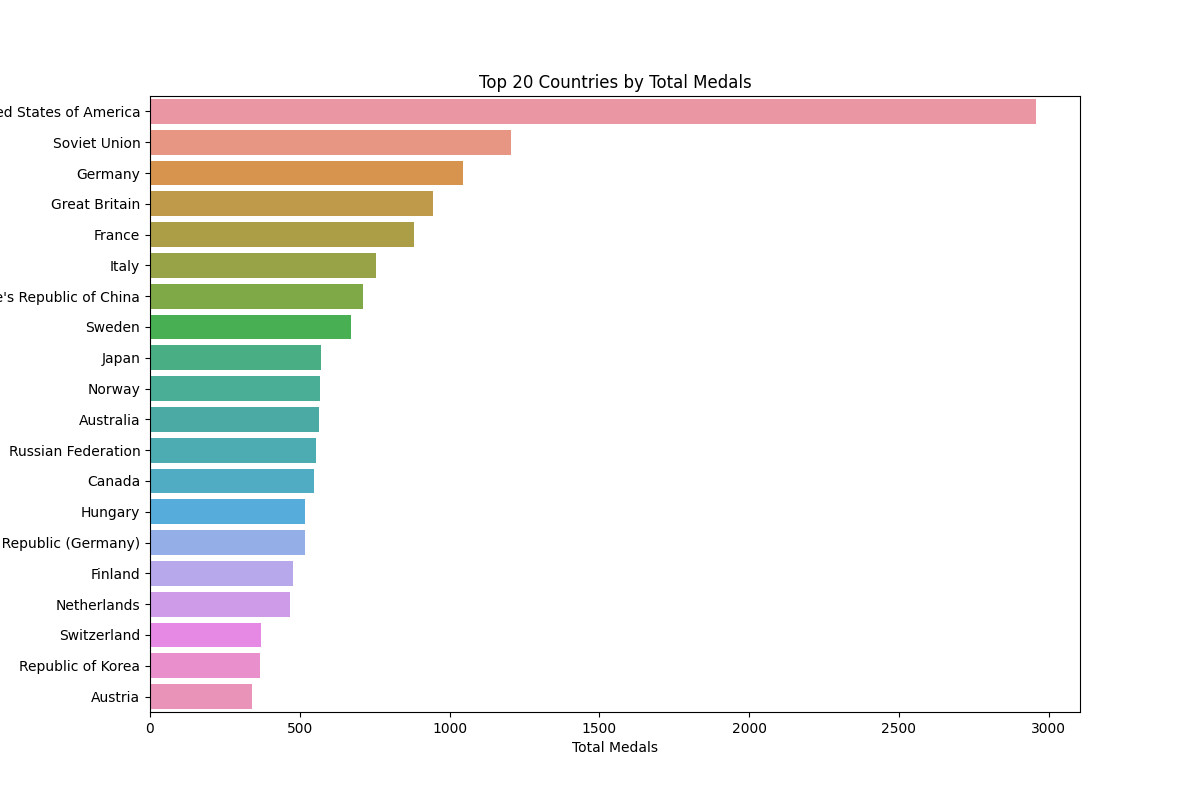 Top 20 Countries by Total Medals
ed States of America
Soviet Union
Germany
Great Britain
France
Italy
e's Republic of China
Sweden
Japan
Norway
Australia
Russian Federation
Canada
Hungary
Republic (Germany)
Finland
Netherlands
Switzerland
Republic of Korea
Austria
0 500 1000 1500 2000 2500 3000
Total Medals